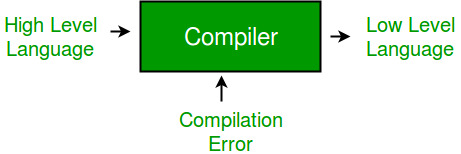 High Level
Language
Compiler
Low Level
Language
Compilation
Error